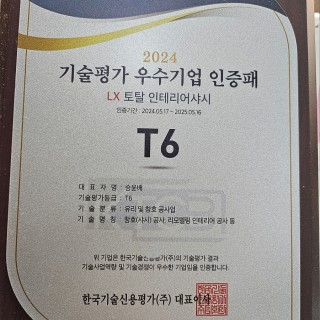 2024
기술평가 우수기업 인증패
LX 토탈 인테리어샤시
인증기간 : 2024.05.17 ~ 2025.05.16
T6
대 표 자 명 : 승윤배
기술평가등급 : T6
기 술 분 류 : 유리 및 창호 공사업
기 술 명 칭 : 창호(샤시) 공사, 리모델링 인테리어 공사 등
위 기업은 한국기술신용평가(주)의 기술평가 결과
기술사업역량 및 기술경쟁이 우수한 기업임을 인증합니다.
한국기술신용평가(주) 대표이사